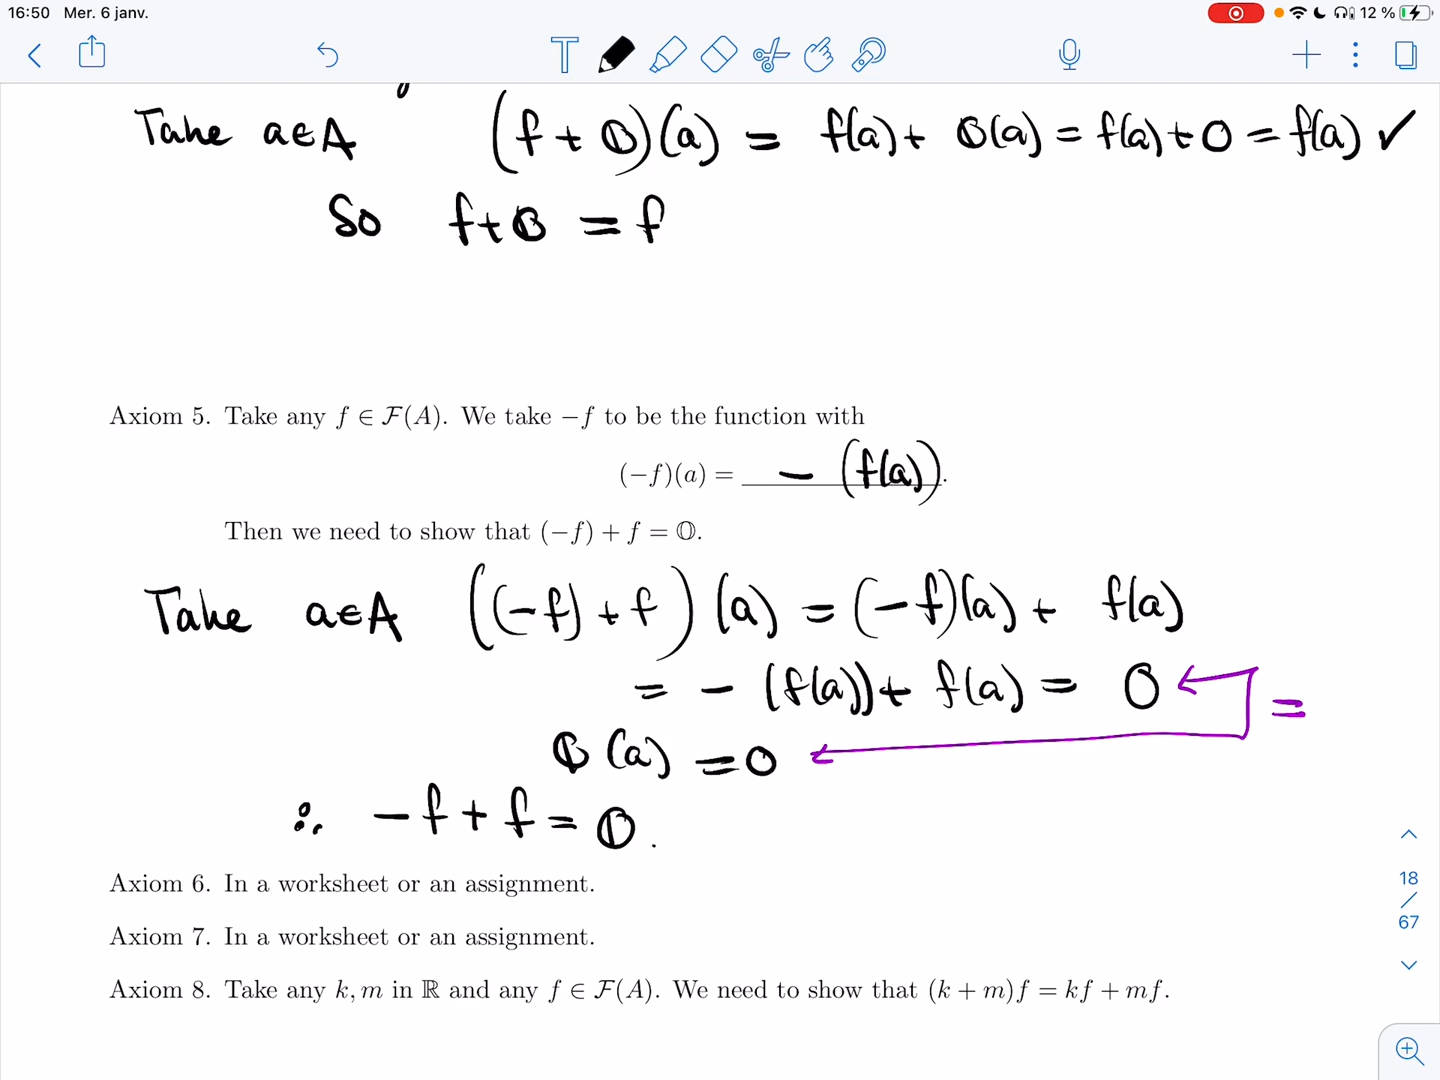 16:50 Mer. 6 janv. 12 %
Take a∈A (f + 𝕆)(a) = f(a) + 𝕆(a) = f(a) + 0 = f(a) ✓
So f + 𝕆 = f
Axiom 5. Take any f ∈ F(A). We take −f to be the function with
(−f)(a) = − (f(a)).
Then we need to show that (−f) + f = 𝕆.
Take a∈A ((−f) + f)(a) = (−f)(a) + f(a)
= − (f(a)) + f(a) = 0
=
𝕆(a) = 0
∴ −f + f = 𝕆.
Axiom 6. In a worksheet or an assignment.
18
/
67
Axiom 7. In a worksheet or an assignment.
Axiom 8. Take any k, m in ℝ and any f ∈ F(A). We need to show that (k + m)f = kf + mf.